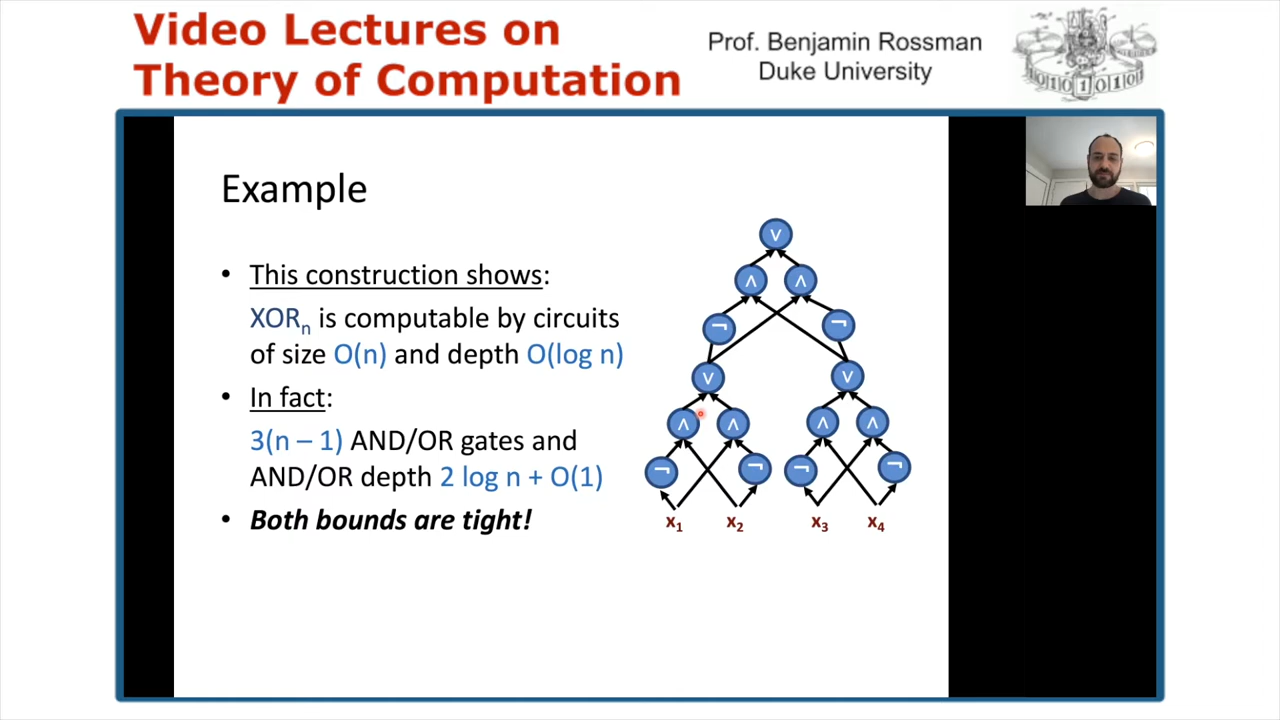 Video Lectures on
Theory of Computation
Prof. Benjamin Rossman
Duke University
Example
• This construction shows:
XORn is computable by circuits
of size O(n) and depth O(log n)
• In fact:
3(n – 1) AND/OR gates and
AND/OR depth 2 log n + O(1)
• Both bounds are tight!
∨
∧ ∧
¬ ¬
∨ ∨
∧ ∧ ∧ ∧
¬ ¬ ¬ ¬
x1 x2 x3 x4